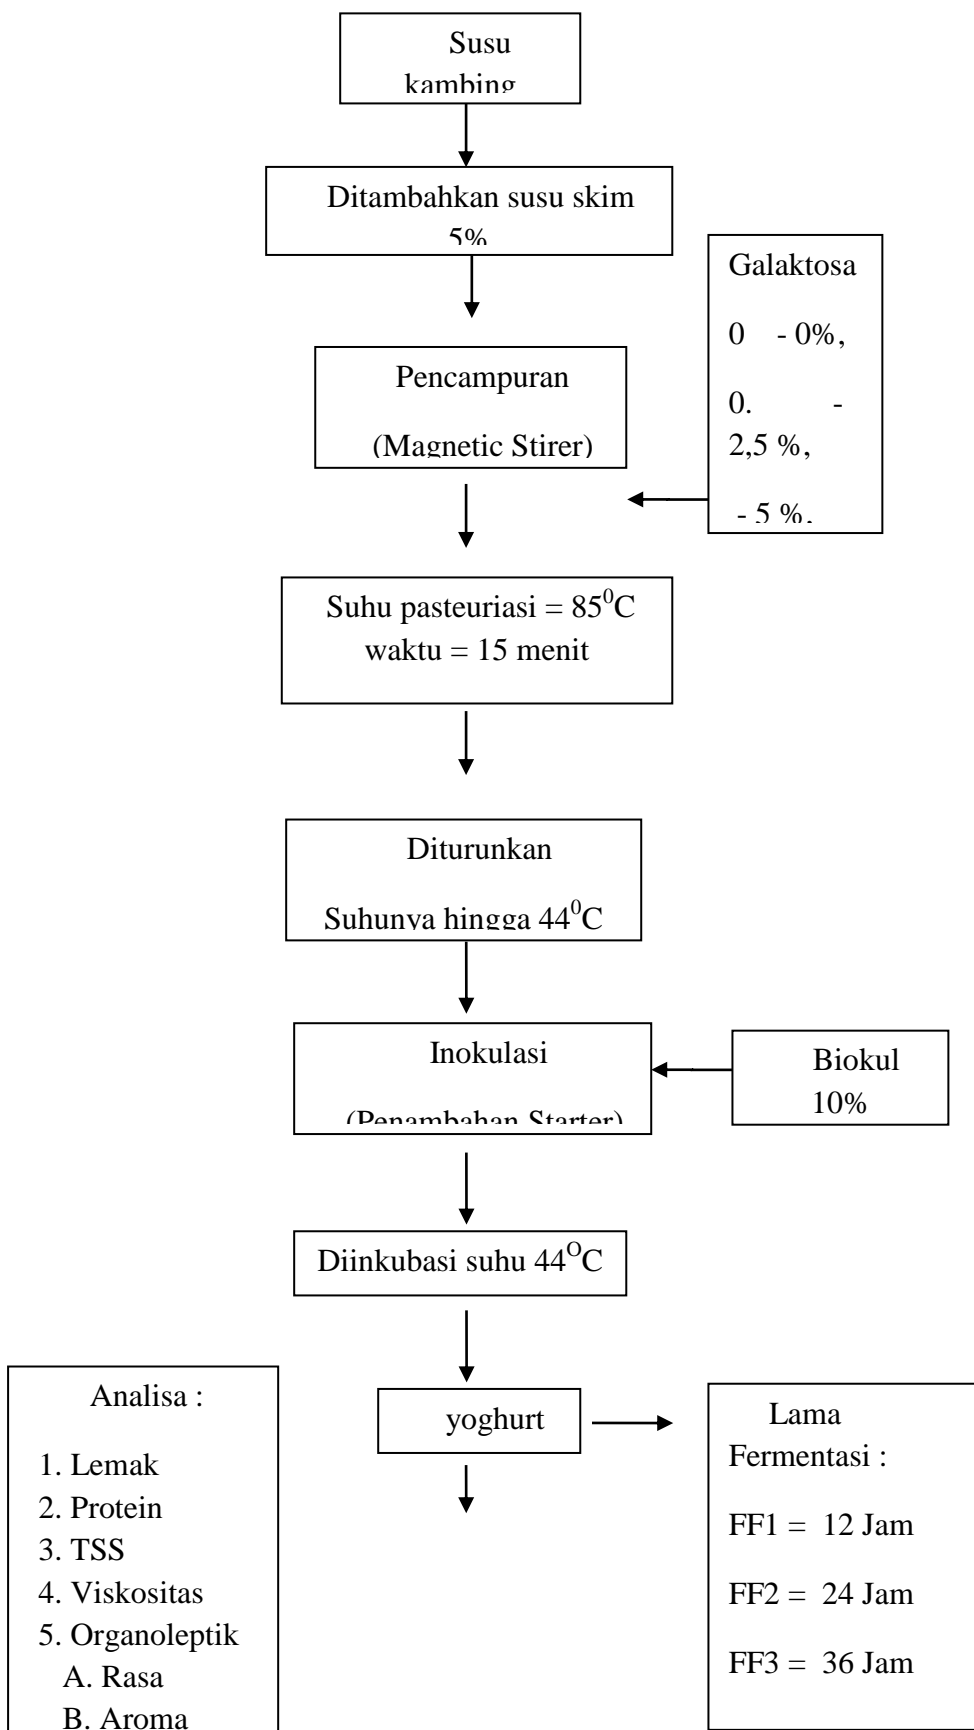 Susu
kambing
Ditambahkan susu skim
5%
Galaktosa
0 - 0%,
0. -
2,5 %,
- 5 %,
Pencampuran
(Magnetic Stirer)
Suhu pasteuriasi = 85⁰C
waktu = 15 menit
Diturunkan
Suhunya hingga 44⁰C
Inokulasi
(Penambahan Starter)
Biokul
10%
Diinkubasi suhu 44ᴼC
yoghurt
Analisa :
1. Lemak
2. Protein
3. TSS
4. Viskositas
5. Organoleptik
A. Rasa
B. Aroma
Lama
Fermentasi :
FF1 = 12 Jam
FF2 = 24 Jam
FF3 = 36 Jam